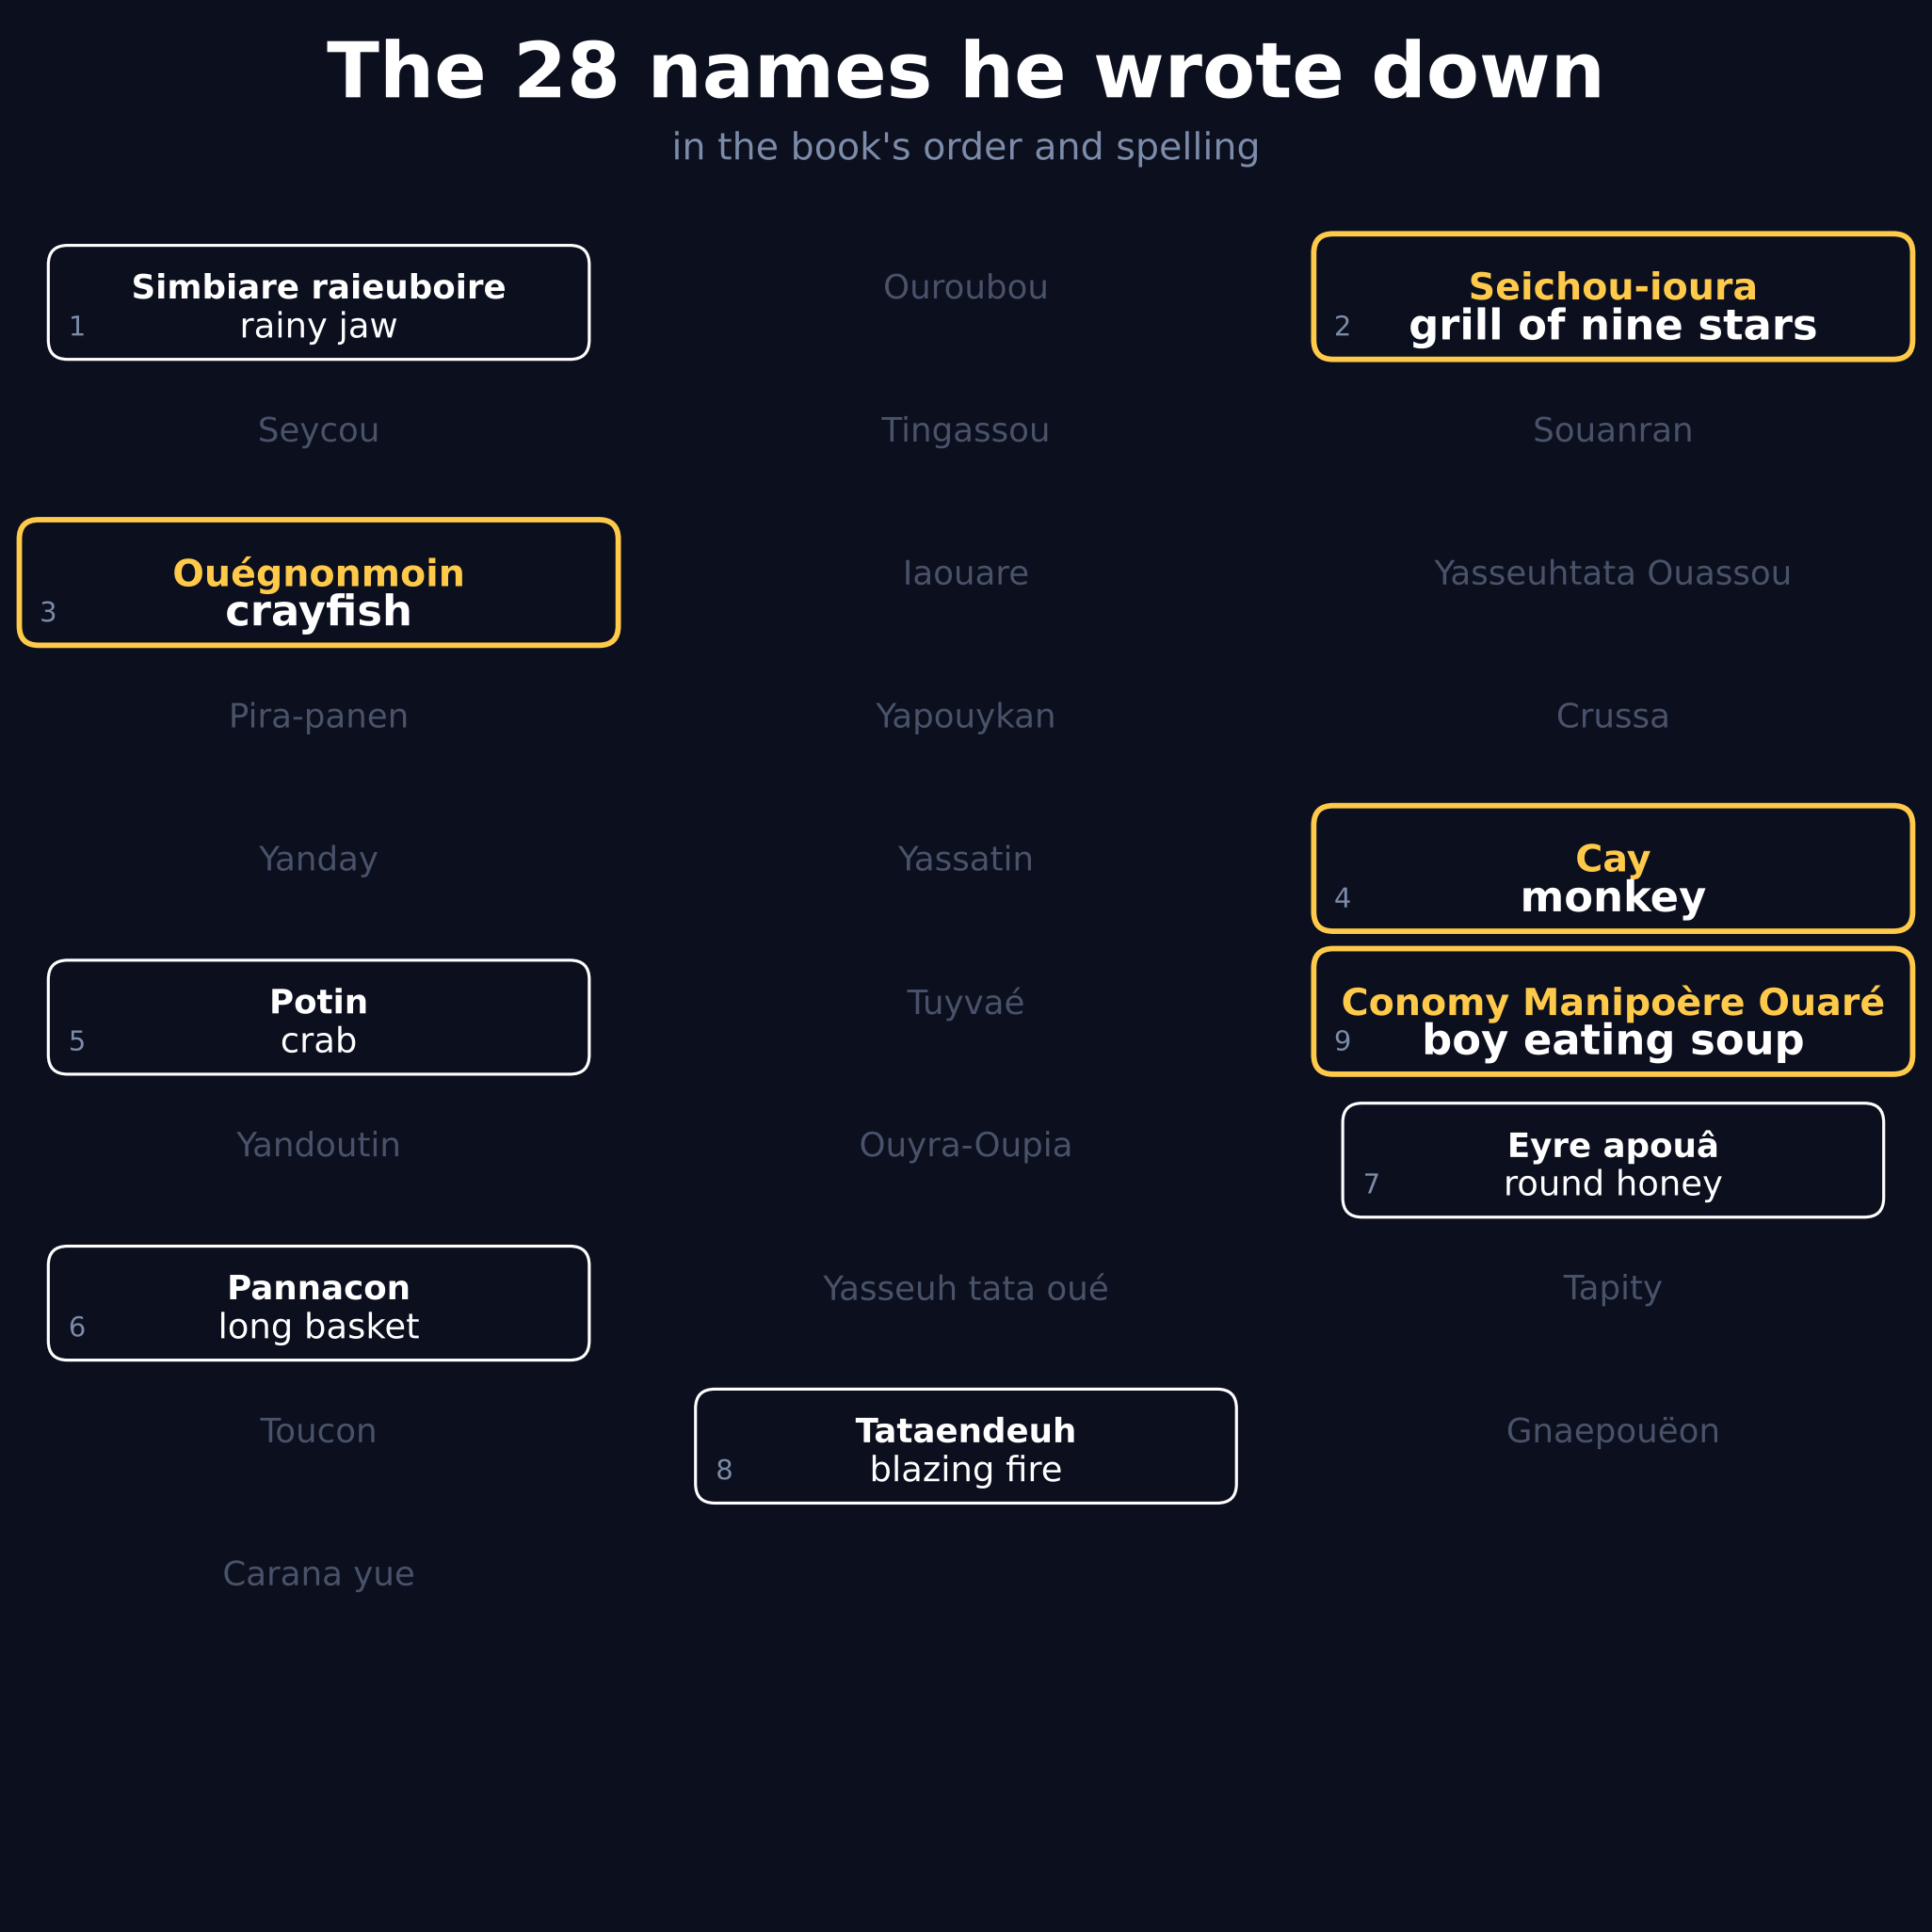 The 28 names he wrote down
in the book's order and spelling
Simbiare raieuboire
1 rainy jaw
Ouroubou
Seichou-ioura
2 grill of nine stars
Seycou
Tingassou
Souanran
Ouégnonmoin
3 crayfish
Iaouare
Yasseuhtata Ouassou
Pira-panen
Yapouykan
Crussa
Yanday
Yassatin
Cay
4 monkey
Potin
5 crab
Tuyvaé
Conomy Manipoère Ouaré
9 boy eating soup
Yandoutin
Ouyra-Oupia
Eyre apouâ
7 round honey
Pannacon
6 long basket
Yasseuh tata oué
Tapity
Toucon
Tataendeuh
8 blazing fire
Gnaepouëon
Carana yue